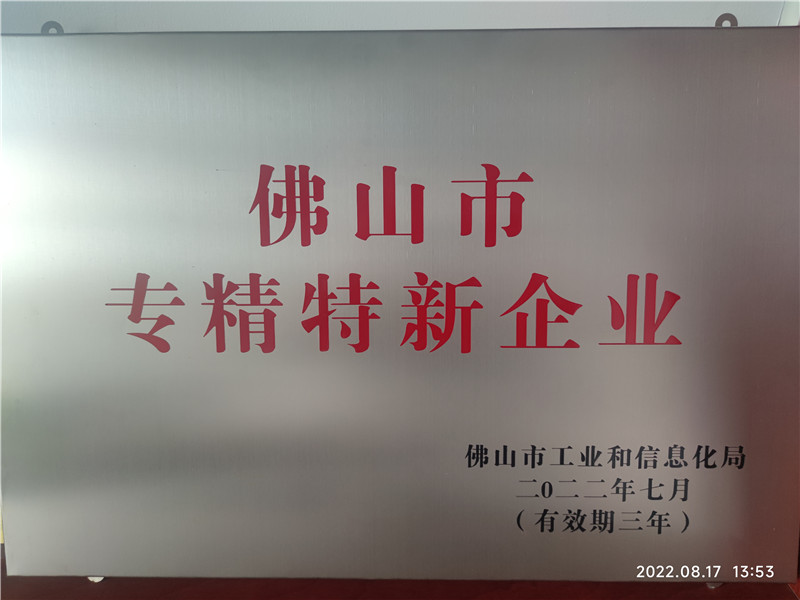 佛山市
专精特新企业
佛山市工业和信息化局
二0二二年七月
（有效期三年）
2022.08.17 13:53